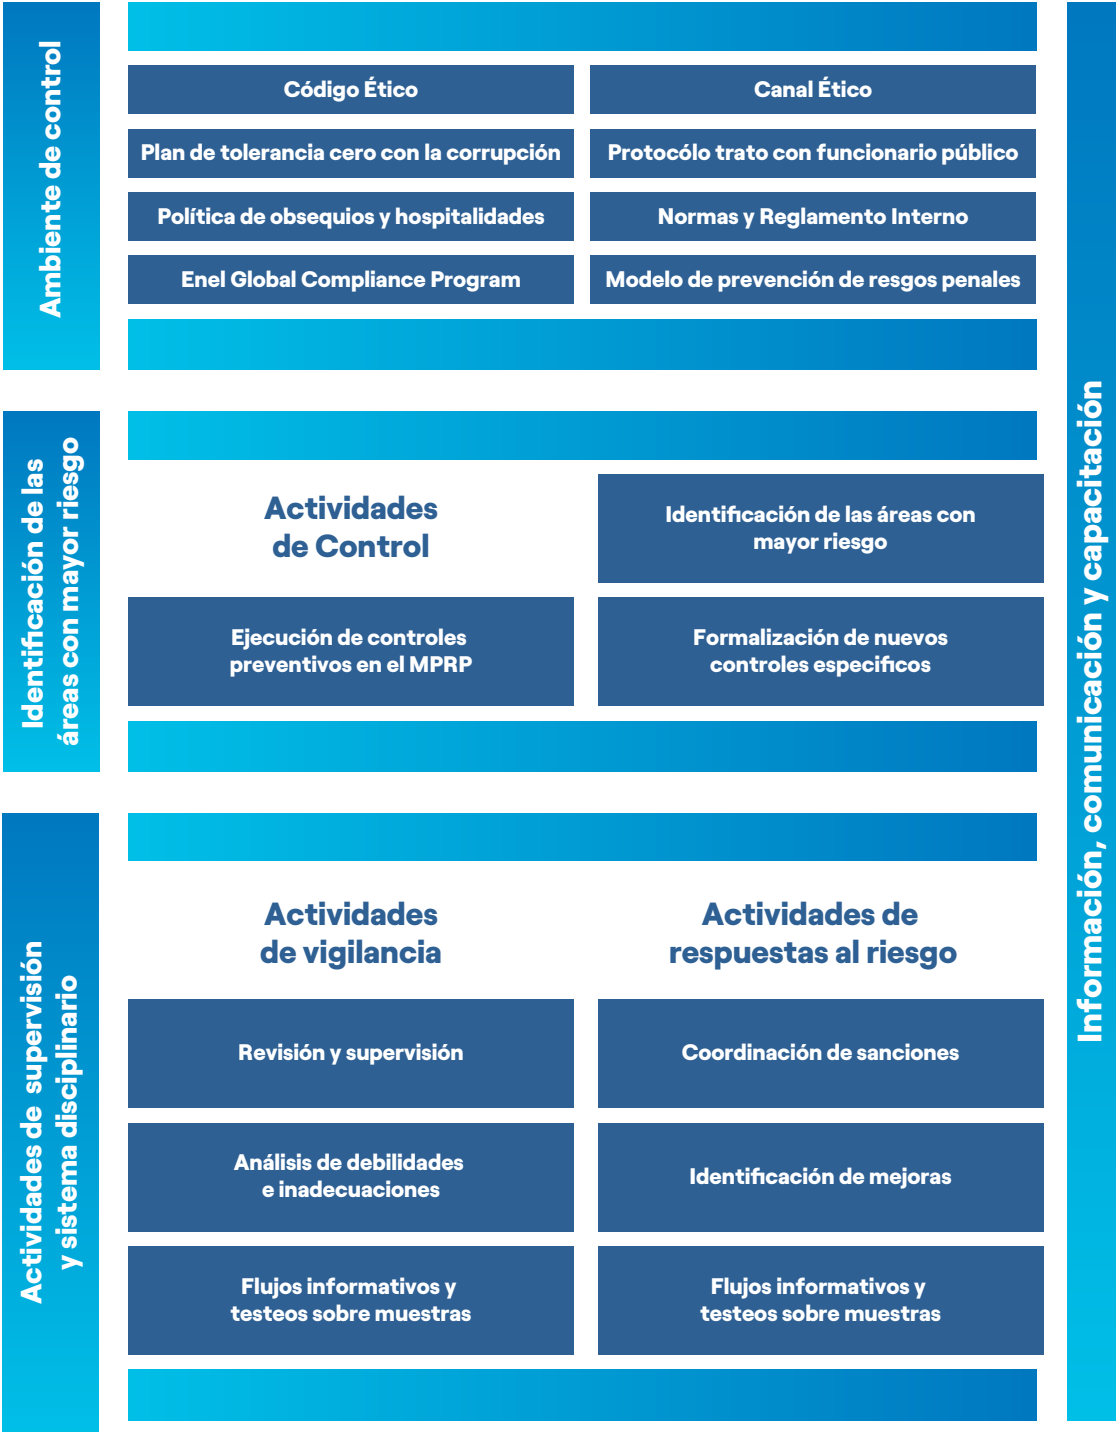 Ambiente de control
Código Ético
Canal Ético
Plan de tolerancia cero con la corrupción
Protocólo trato con funcionario público
Política de obsequios y hospitalidades
Normas y Reglamento Interno
Enel Global Compliance Program
Modelo de prevención de resgos penales
Identificación de las
áreas con mayor riesgo
Actividades
de Control
Identificación de las áreas con
mayor riesgo
Ejecución de controles
preventivos en el MPRP
Formalización de nuevos
controles especificos
Actividades de supervisión
y sistema disciplinario
Actividades
de vigilancia
Actividades de
respuestas al riesgo
Revisión y supervisión
Coordinación de sanciones
Análisis de debilidades
e inadecuaciones
Identificación de mejoras
Flujos informativos y
testeos sobre muestras
Flujos informativos y
testeos sobre muestras
Información, comunicación y capacitación